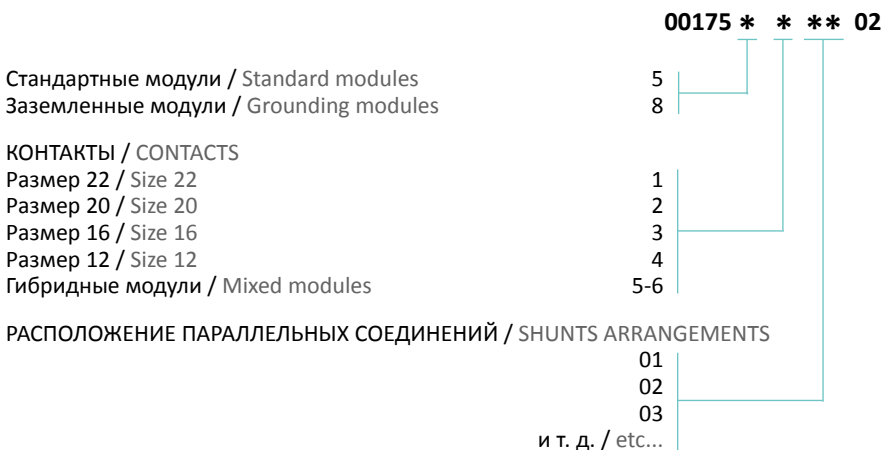 00175 * * ** 02
Стандартные модули / Standard modules 5
Заземленные модули / Grounding modules 8
КОНТАКТЫ / CONTACTS
Размер 22 / Size 22 1
Размер 20 / Size 20 2
Размер 16 / Size 16 3
Размер 12 / Size 12 4
Гибридные модули / Mixed modules 5-6
РАСПОЛОЖЕНИЕ ПАРАЛЛЕЛЬНЫХ СОЕДИНЕНИЙ / SHUNTS ARRANGEMENTS
01
02
03
и т. д. / etc...